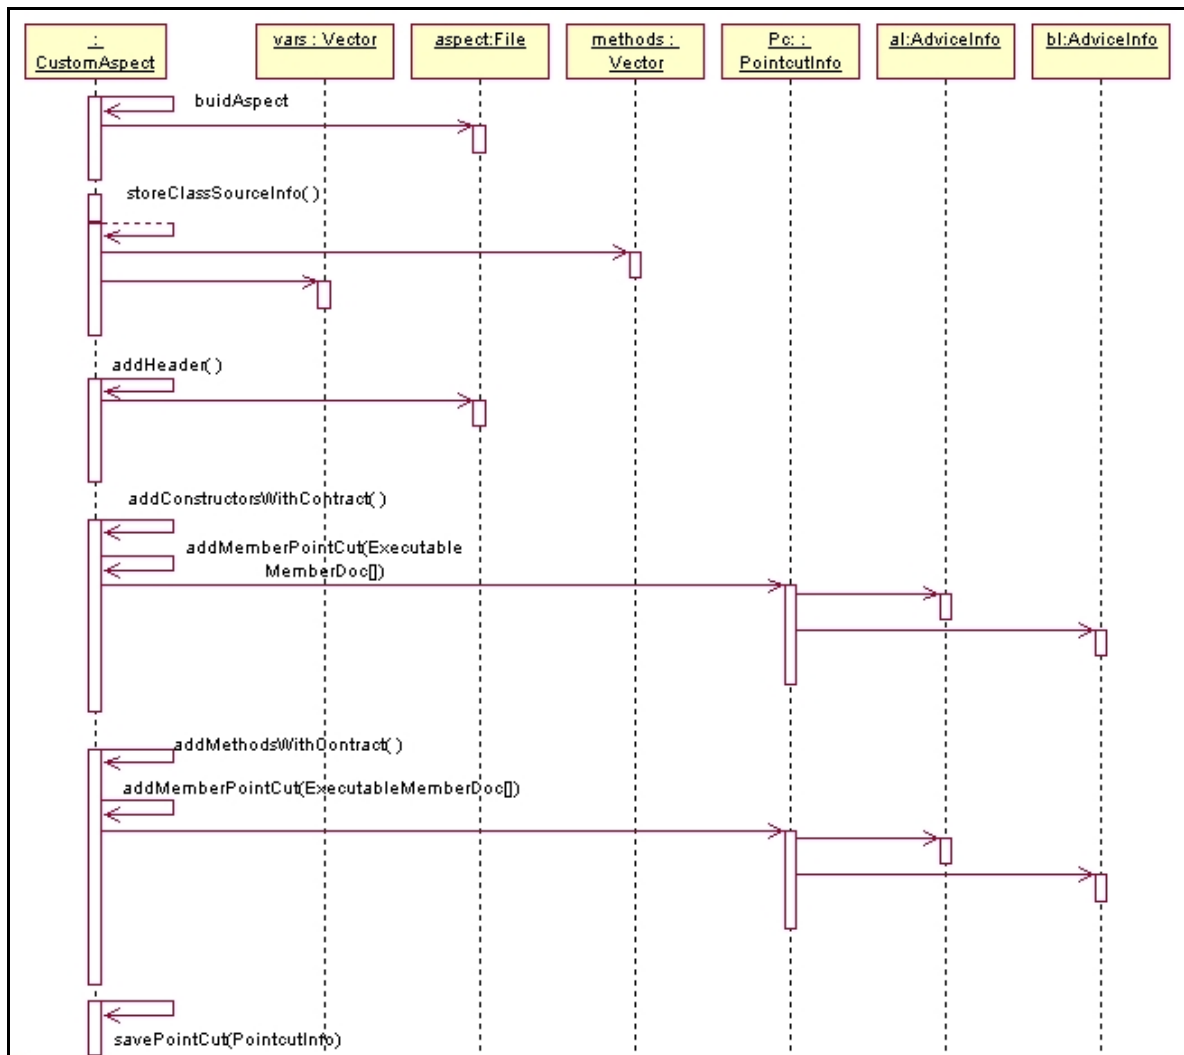 :
CustomAspect
vars : Vector
aspect:File
methods :
Vector
Pc: :
PointcutInfo
al:AdviceInfo
bl:AdviceInfo
buidAspect
storeClassSourceInfo( )
addHeader( )
addConstructorsWithContract( )
addMemberPointCut(Executable
MemberDoc[])
addMethodsWithContract( )
addMemberPointCut(ExecutableMemberDoc[])
savePointCut(PointcutInfo)